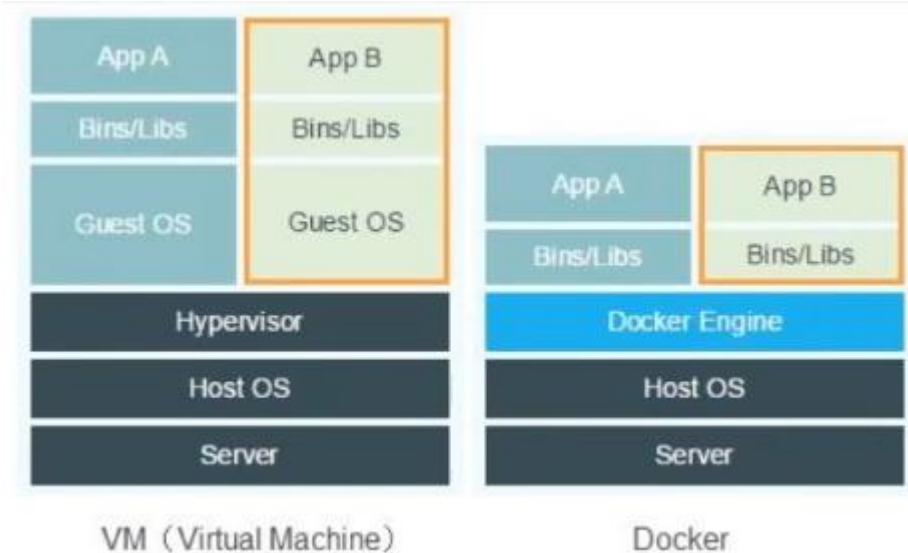 App A
App B
Bins/Libs
Bins/Libs
Guest OS
Guest OS
Hypervisor
Host OS
Server
VM（Virtual Machine）
App A
App B
Bins/Libs
Bins/Libs
Docker Engine
Host OS
Server
Docker